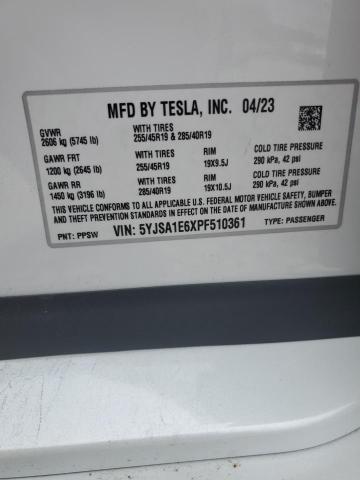 MFD BY TESLA, INC. 04/23
GVWR WITH TIRES
2606 kg (5745 lb) 255/45R19 & 285/40R19
GAWR FRT WITH TIRES RIM COLD TIRE PRESSURE
1200 kg (2645 lb) 255/45R19 19X9.5J 290 kPa, 42 psi
GAWR RR WITH TIRES RIM COLD TIRE PRESSURE
1450 kg (3196 lb) 285/40R19 19X10.5J 290 kPa, 42 psi
THIS VEHICLE CONFORMS TO ALL APPLICABLE U.S. FEDERAL MOTOR VEHICLE SAFETY, BUMPER
AND THEFT PREVENTION STANDARDS IN EFFECT ON THE DATE OF MANUFACTURE SHOWN ABOVE.
PNT: PPSW VIN: 5YJSA1E6XPF510361 TYPE: PASSENGER